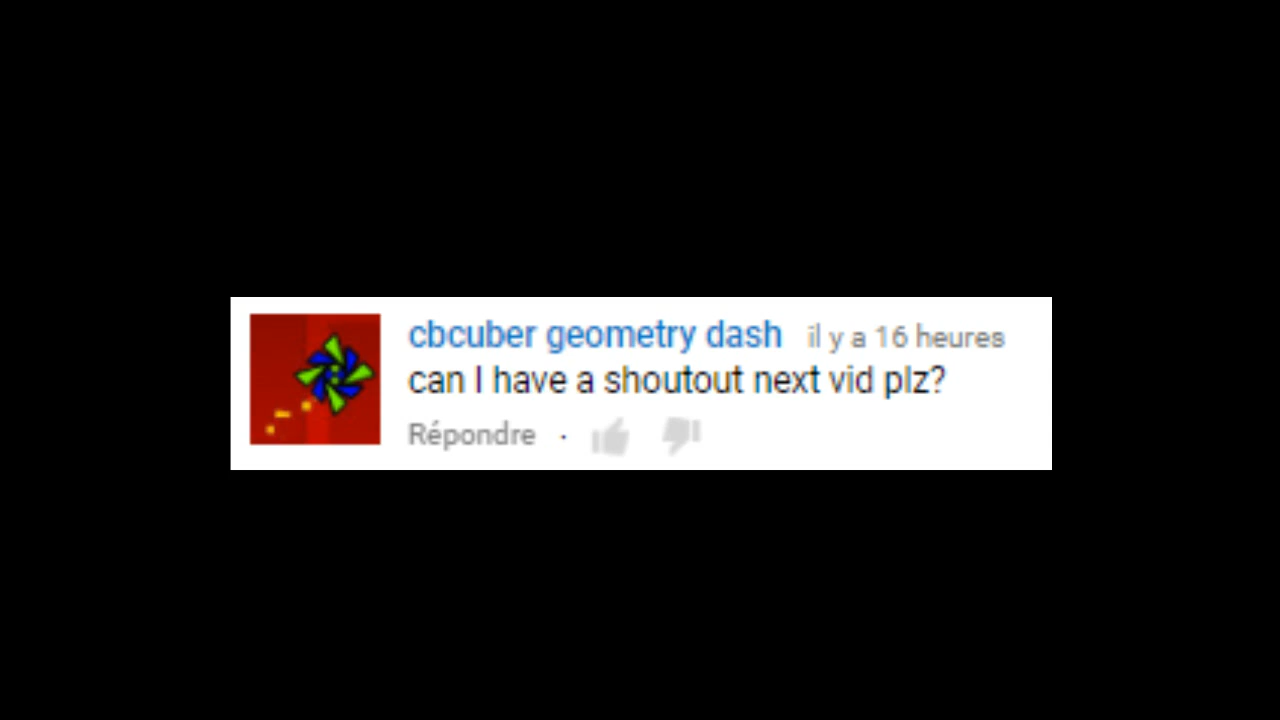 cbcuber geometry dash il y a 16 heures
can I have a shoutout next vid plz?
Répondre ·